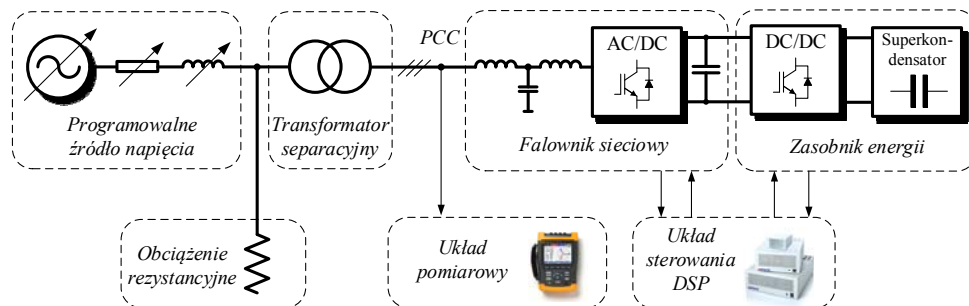 PCC
AC/DC
DC/DC
Superkon-
densator
Programowalne
źródło napięcia
Transformator
separacyjny
Falownik sieciowy
Zasobnik energii
Obciążenie
rezystancyjne
Układ
pomiarowy
Układ
sterowania
DSP